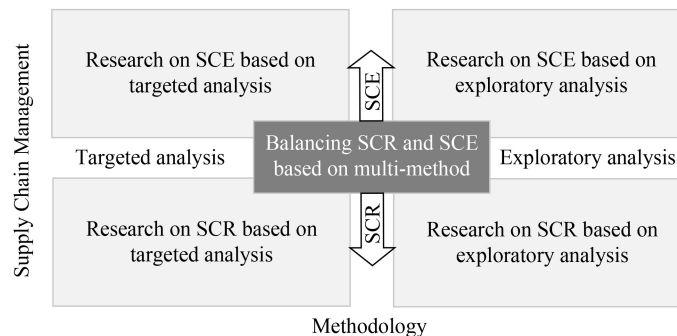 Supply Chain Management
Research on SCE based on
targeted analysis
SCE
Research on SCE based on
exploratory analysis
Targeted analysis
Balancing SCR and SCE
based on multi-method
Exploratory analysis
Research on SCR based on
targeted analysis
SCR
Research on SCR based on
exploratory analysis
Methodology